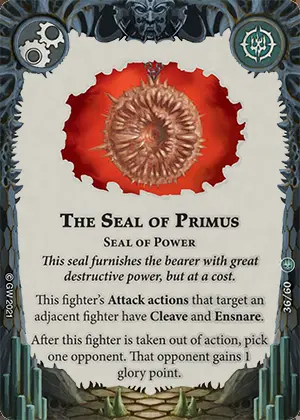 The Seal of Primus
Seal of Power
This seal furnishes the bearer with great
destructive power, but at a cost.
This fighter's Attack actions that target an
adjacent fighter have Cleave and Ensnare.
After this fighter is taken out of action, pick
one opponent. That opponent gains 1
glory point.
© GW 2021
36/60